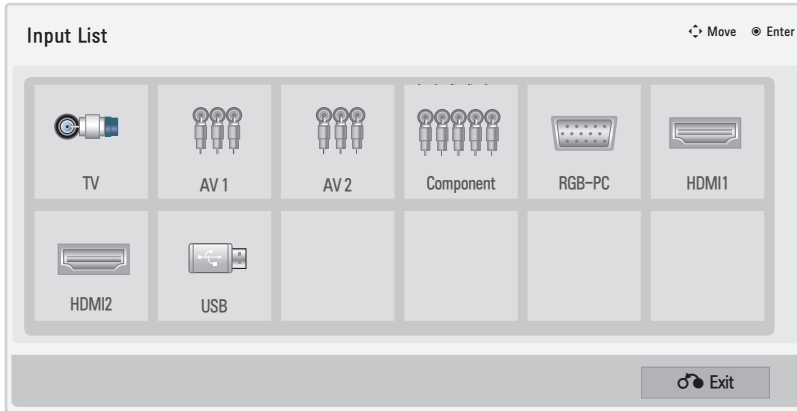 Input List
Move Enter
TV AV 1 AV 2 Component RGB-PC HDMI1
HDMI2 USB
Exit